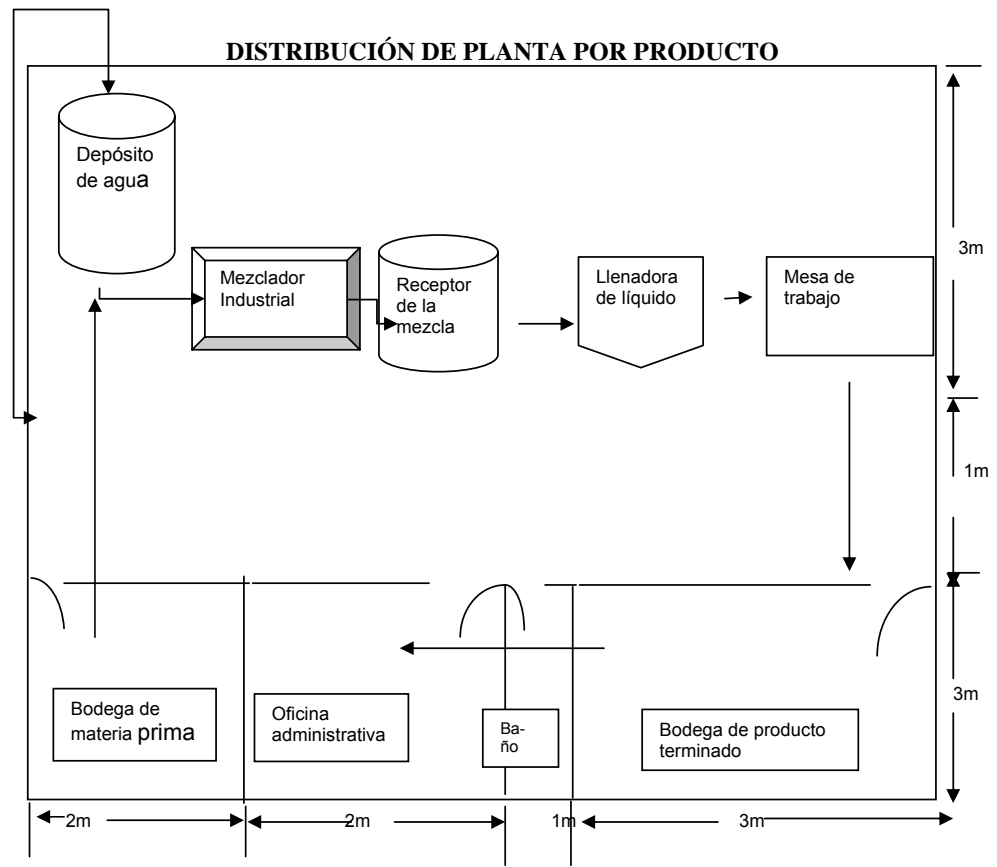 DISTRIBUCIÓN DE PLANTA POR PRODUCTO
Depósito
de agua
Mezclador
Industrial
Receptor
de la
mezcla
Llenadora
de líquido
Mesa de
trabajo
3m
1m
3m
Bodega de
materia prima
Oficina
administrativa
Ba-
ño
Bodega de producto
terminado
2m
2m
1m
3m